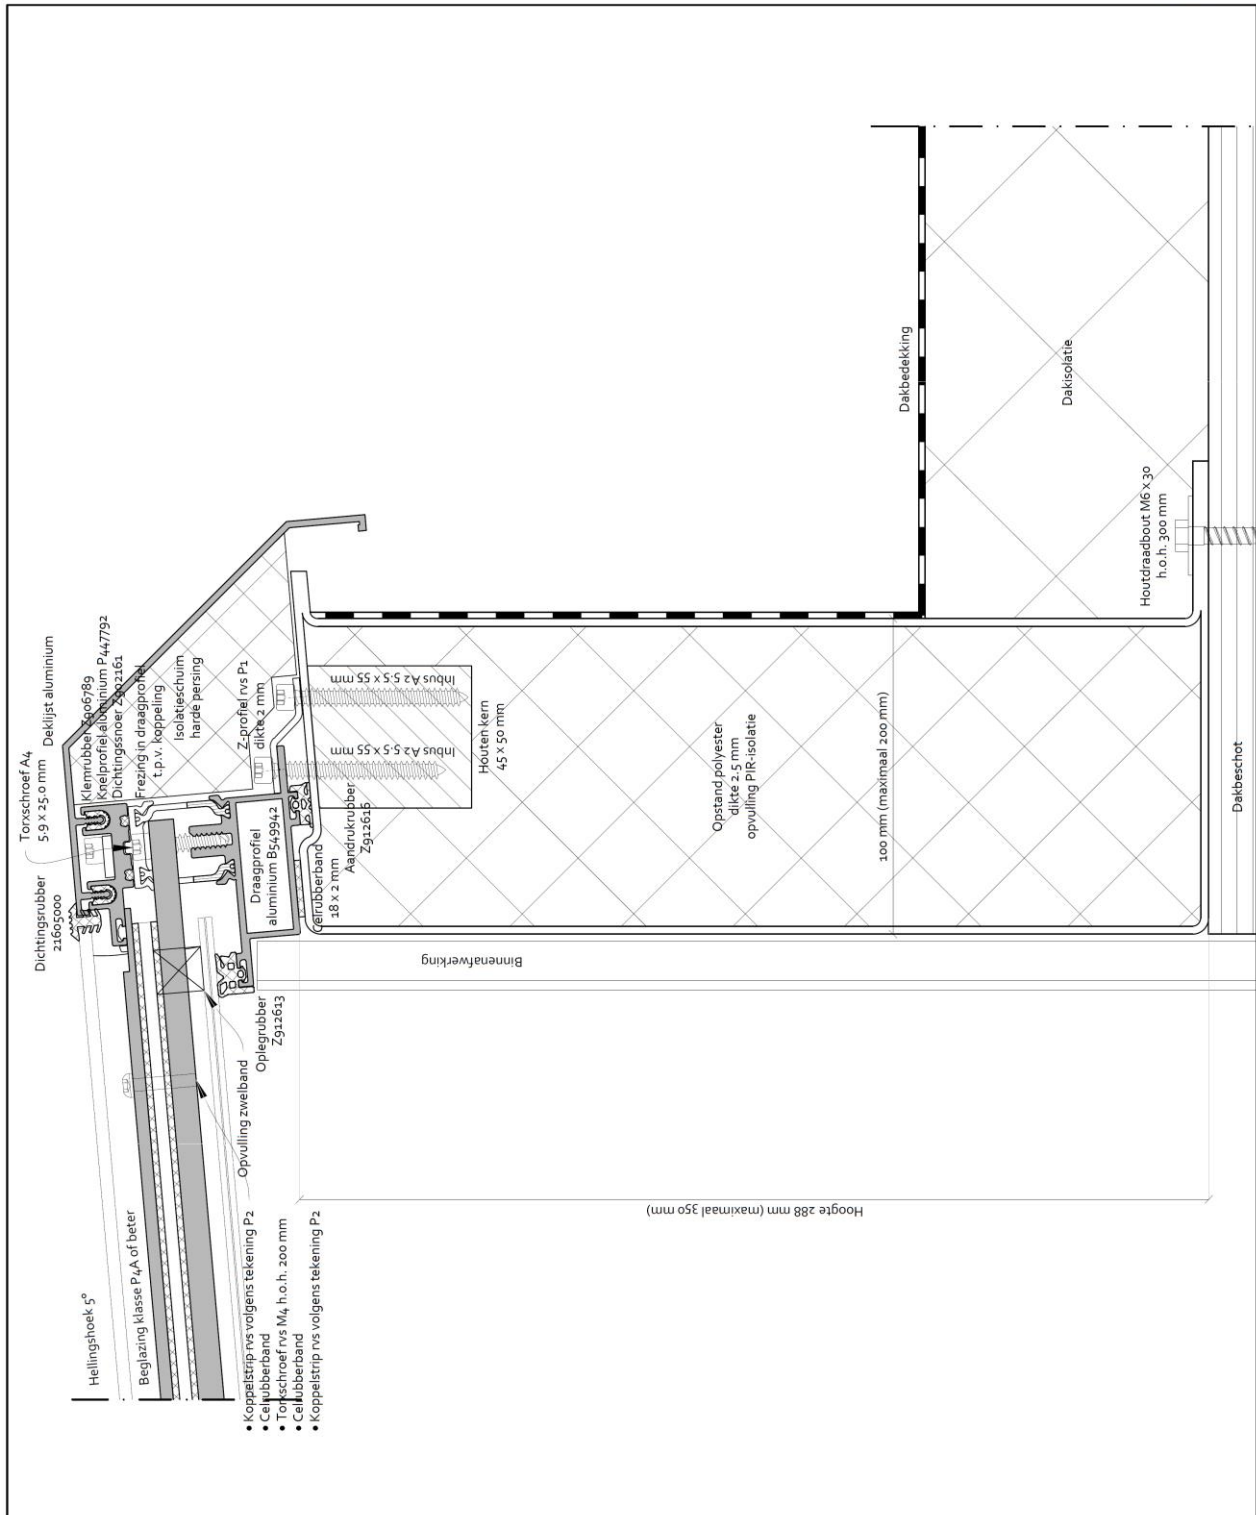 Torxschroef A4
5.9 x 25.0 mm
Dichtingsrubber
21605000
Deklijst aluminium
Klemrubber Z906789
Knelprofiel aluminium P447792
Dichtingssnoer Z902161
Frezing in draagprofiel
t.p.v. koppeling
Isolatieschuim
harde persing
Z-profiel rvs P1
dikte 2 mm
Hellingshoek 5°
Beglazing klasse P4A of beter
Draagprofiel
aluminium B549942
Celrubberband
18 x 2 mm
Aandrukrubber
Z912616
Inbus A2 5.5 x 55 mm
Inbus A2 5.5 x 55 mm
Houten kern
45 x 50 mm
Oplegrubber
Z912613
Opvulling zwelband
• Koppelstrip rvs volgens tekening P2
• Celrubberband
• Torxschroef rvs M4 h.o.h. 200 mm
• Celrubberband
• Koppelstrip rvs volgens tekening P2
Binnenafwerking
Opstand polyester
dikte 2.5 mm
opvulling PIR-isolatie
100 mm (maximaal 200 mm)
Hoogte 288 mm (maximaal 350 mm)
Dakbedekking
Dakisolatie
Houtdraadbout M6 x 30
h.o.h. 300 mm
Dakbeschot